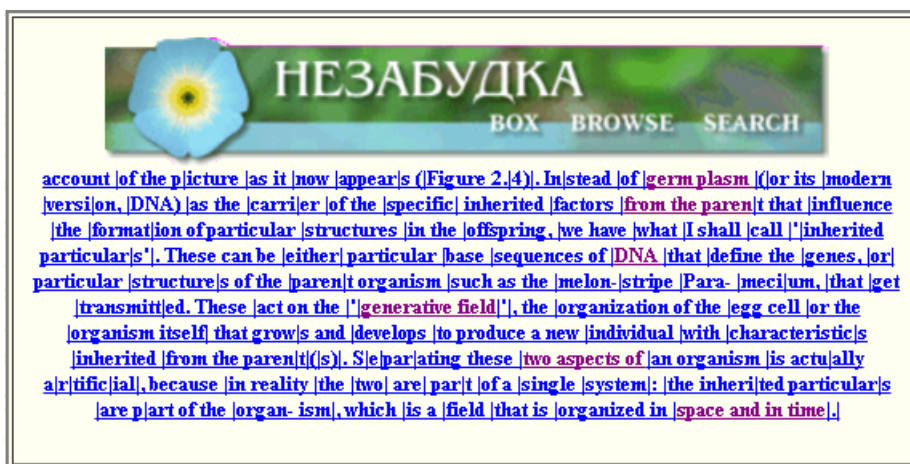 НЕЗАБУДКА
BOX BROWSE SEARCH
account |of the p|icture |as it |now |appear|s (|Figure 2.|4)|. In|stead |of |germ plasm |(|or its |modern
|versi|on, |DNA) |as the |carri|er |of the |specific| inherited |factors |from the paren|t that |influence
|the |format|ion of particular |structures |in the |offspring, |we have |what |I shall |call |"|inherited
particular|s"|. These can be |either| particular |base |sequences of |DNA |that |define the |genes, |or|
particular |structure|s of the |paren|t organism |such as the |melon-|stripe |Para- |meci|um, |that |get
|transmitt|ed. These |act on the |"|generative field|"|, the |organization of the |egg cell |or the
|organism itself| that grow|s and |develops |to produce a new |individual |with |characteristic|s
|inherited |from the paren|t|(|s)|. S|e|par|ating these |two aspects of |an organism |is actu|ally
a|r|tific|ial|, because |in reality |the |two| are| par|t |of a |single |system|: |the inheri|ted particular|s
|are p|art of the |organ- ism|, which |is a |field |that is |organized in |space and in time|.|